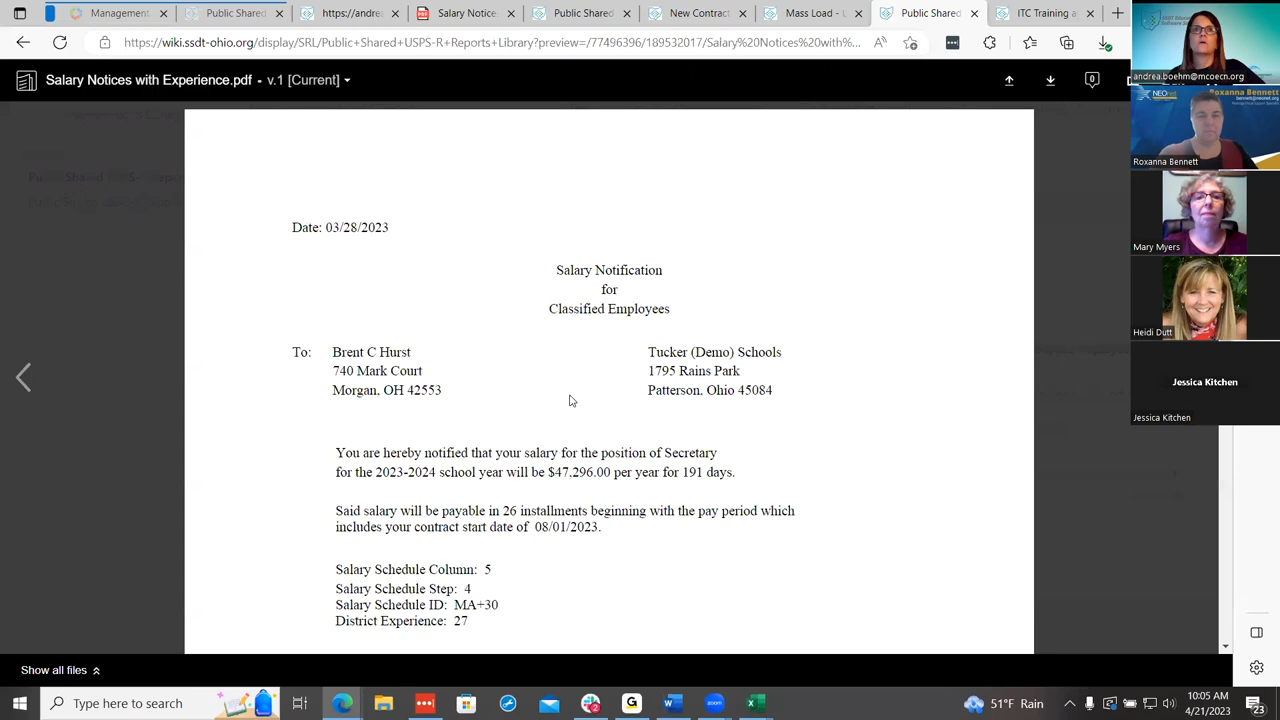 Management
Public Shared
https://andrea
Salary Notic
Public Shared
New Contract
Mass Load -
Public Shared
ITC Training a
https://wiki.ssdt-ohio.org/display/SRL/Public+Shared+USPS-R+Reports+Library?preview=/77496396/189532017/Salary%20Notices%20with%...
Salary Notices with Experience.pdf - v.1 [Current]
0
Date: 03/28/2023
Salary Notification
for
Classified Employees
To: Brent C Hurst
740 Mark Court
Morgan, OH 42553
Tucker (Demo) Schools
1795 Rains Park
Patterson, Ohio 45084
You are hereby notified that your salary for the position of Secretary
for the 2023-2024 school year will be $47,296.00 per year for 191 days.
Said salary will be payable in 26 installments beginning with the pay period which
includes your contract start date of 08/01/2023.
Salary Schedule Column: 5
Salary Schedule Step: 4
Salary Schedule ID: MA+30
District Experience: 27
Show all files
andrea.boehm@mcoecn.org
NEOnet
Roxanna Bennett
bennett@neonet.org
Roxanna Bennett
Mary Myers
Heidi Dutt
Jessica Kitchen
Jessica Kitchen
Type here to search
51°F Rain
10:05 AM
4/21/2023
23